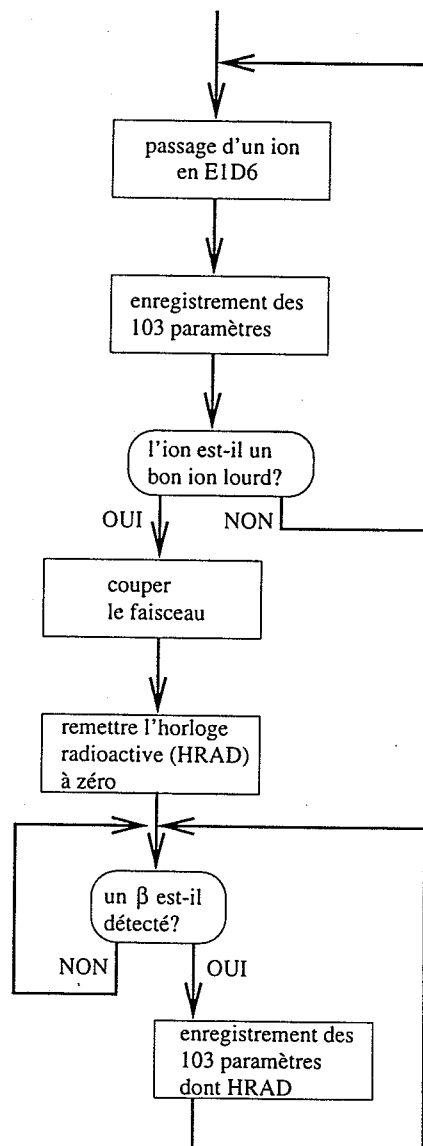 passage d'un ion
en E1D6
enregistrement des
103 paramètres
l'ion est-il un
bon ion lourd?
OUI
NON
couper
le faisceau
remettre l'horloge
radioactive (HRAD)
à zéro
un β est-il
détecté?
NON
OUI
enregistrement des
103 paramètres
dont HRAD